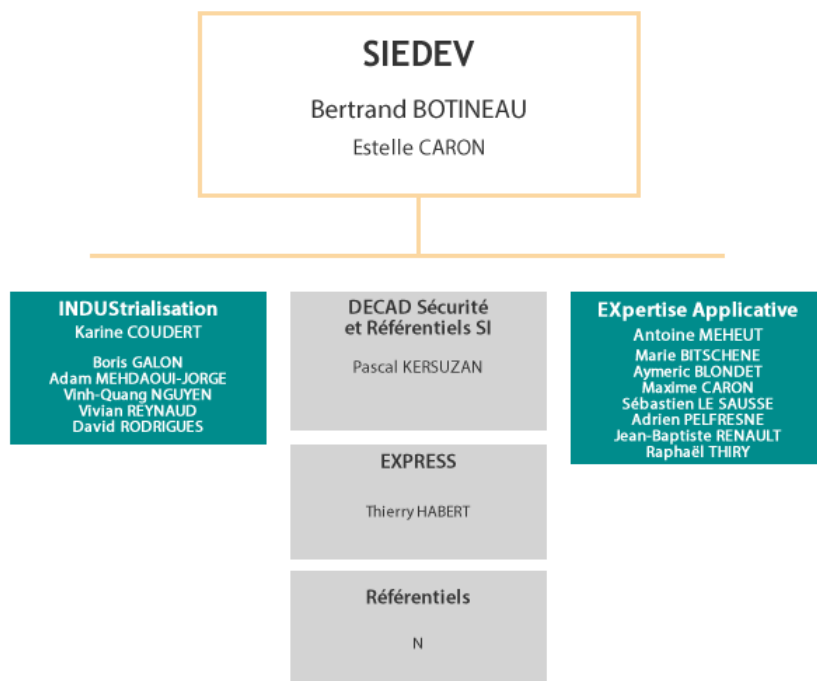 SIEDEV
Bertrand BOTINEAU
Estelle CARON
INDUStrialisation
Karine COUDERT
Boris GALON
Adam MEHDAOUI-JORGE
Vinh-Quang NGUYEN
Vivian REYNAUD
David RODRIGUES
DECAD Sécurité
et Référentiels SI
Pascal KERSUZAN
EXPRESS
Thierry HABERT
Référentiels
N
EXpertise Applicative
Antoine MEHEUT
Marie BITSCHENE
Aymeric BLONDET
Maxime CARON
Sébastien LE SAUSSE
Adrien PELFRESNE
Jean-Baptiste RENAULT
Raphaël THIRY